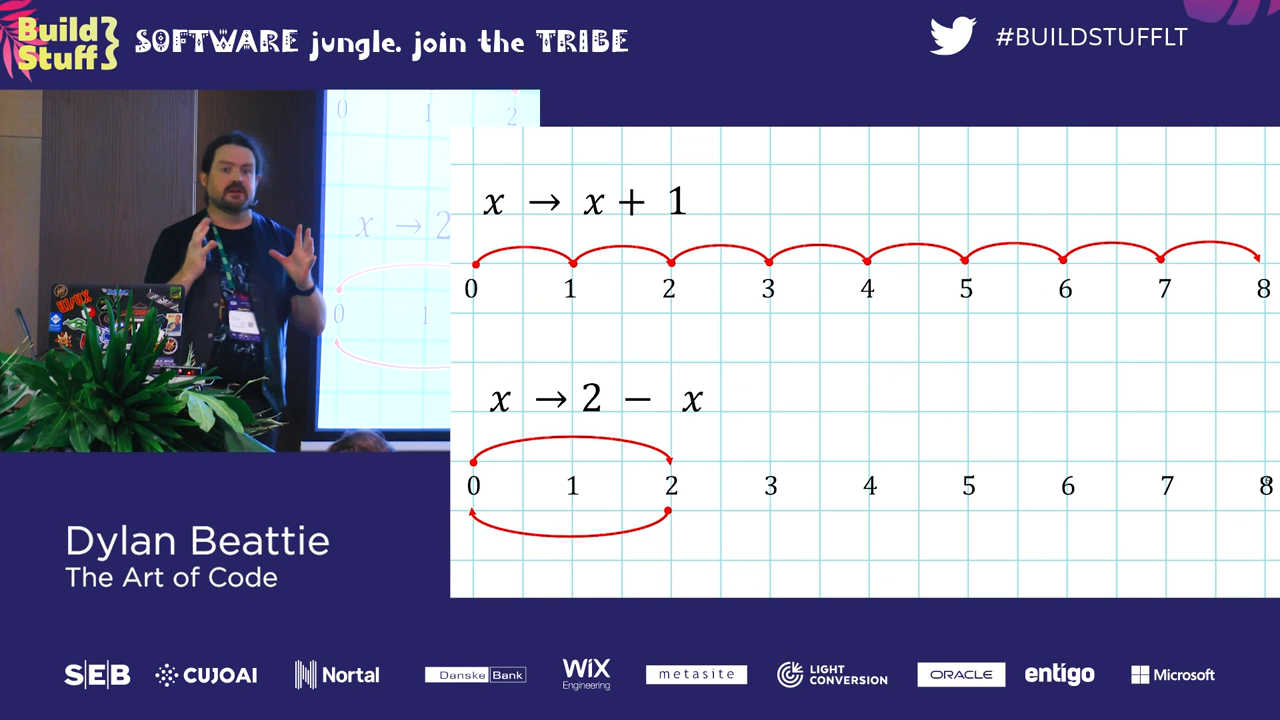 Build
Stuff}
SOFTWARE jungle. join the TRIBE
#BUILDSTUFFLT
0 1 2
x → 2
0 1
UI/UX
x → x + 1
0 1 2 3 4 5 6 7 8
x → 2 − x
0 1 2 3 4 5 6 7 8
Dylan Beattie
The Art of Code
S|E|B
CUJOAI
Nortal
Danske Bank
WiX
Engineering
metasite
LIGHT
CONVERSION
ORACLE
entigo
Microsoft